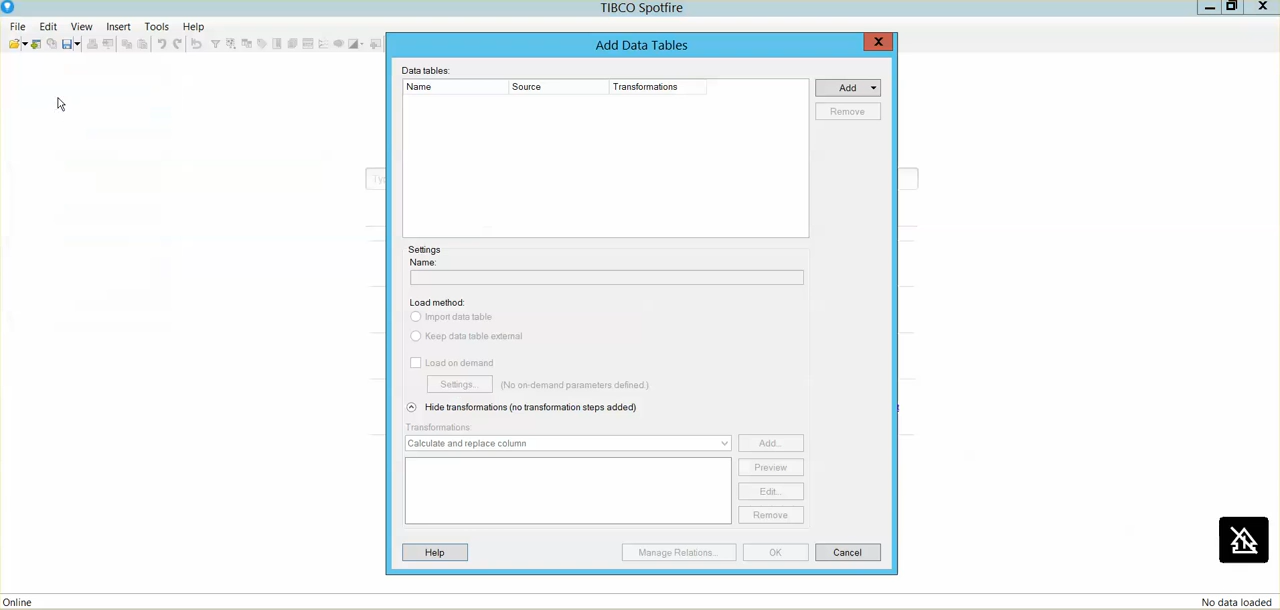 TIBCO Spotfire
File Edit View Insert Tools Help
Add Data Tables
Data tables:
Name Source Transformations
Add
Remove
Settings
Name:
Load method:
Import data table
Keep data table external
Load on demand
Settings... (No on-demand parameters defined.)
Hide transformations (no transformation steps added)
Transformations:
Calculate and replace column
Add...
Preview
Edit...
Remove
Help
Manage Relations...
OK
Cancel
Online
No data loaded